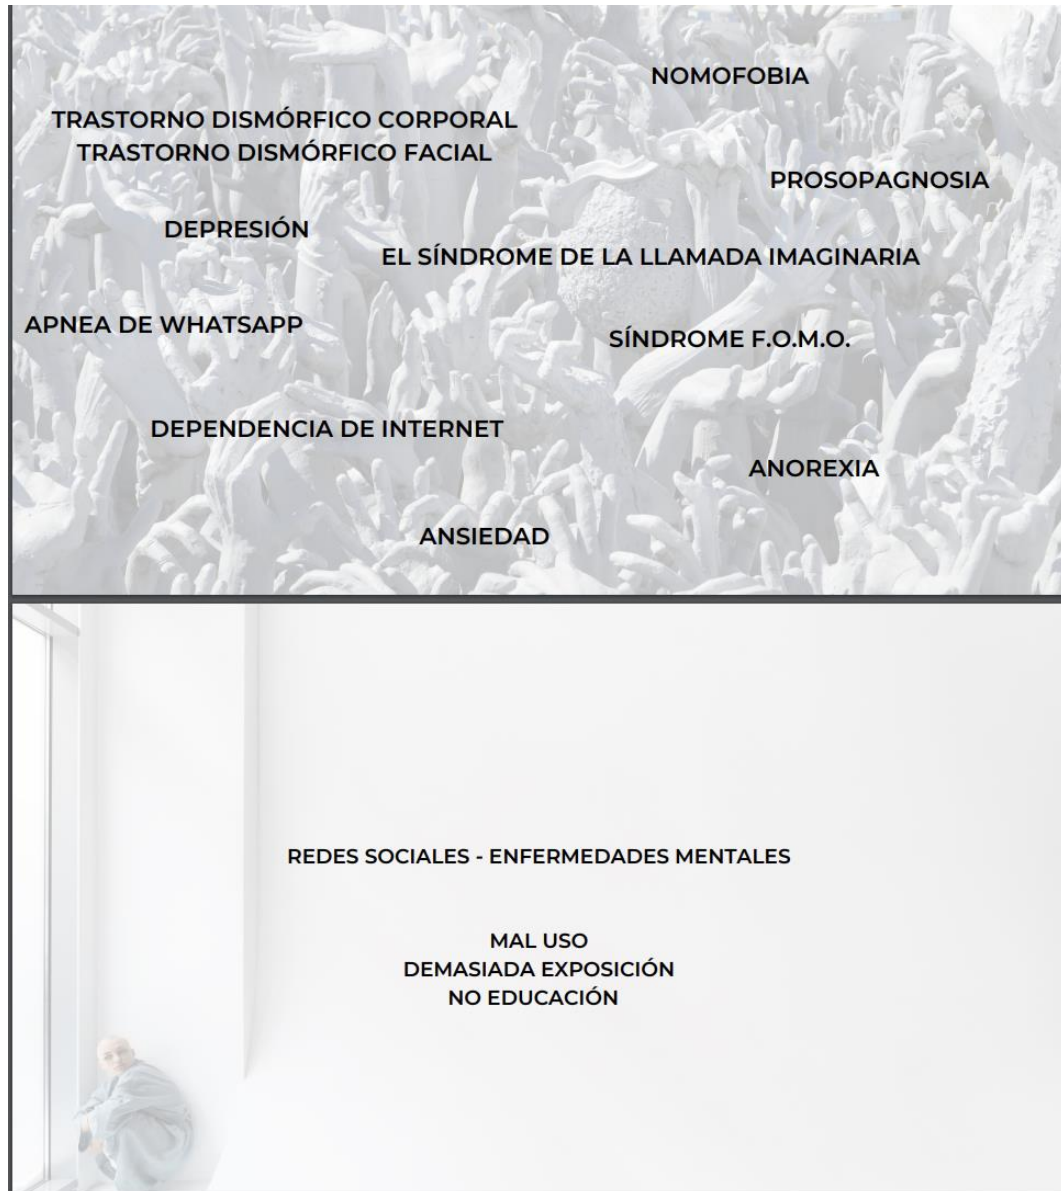 NOMOFOBIA
TRASTORNO DISMÓRFICO CORPORAL
TRASTORNO DISMÓRFICO FACIAL
PROSOPAGNOSIA
DEPRESIÓN
EL SÍNDROME DE LA LLAMADA IMAGINARIA
APNEA DE WHATSAPP
SÍNDROME F.O.M.O.
DEPENDENCIA DE INTERNET
ANOREXIA
ANSIEDAD
REDES SOCIALES - ENFERMEDADES MENTALES
MAL USO
DEMASIADA EXPOSICIÓN
NO EDUCACIÓN